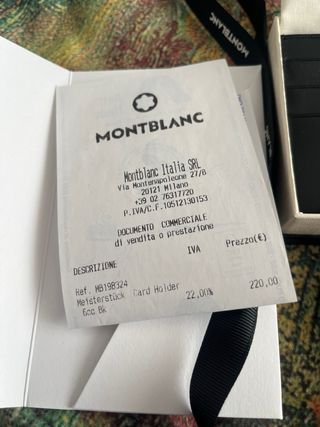 MONTBLANC
MONTBLANC
Montblanc Italia SRL
Via Montenapoleone 27/B
20121 Milano
+39 02 76317720
P.IVA/C.F.10512130153
DOCUMENTO COMMERCIALE
di vendita o prestazione
DESCRIZIONE IVA Prezzo(€)
Ref. MB198324
Meisterstück Card Holder 22,00% 220,00
6cc Bk